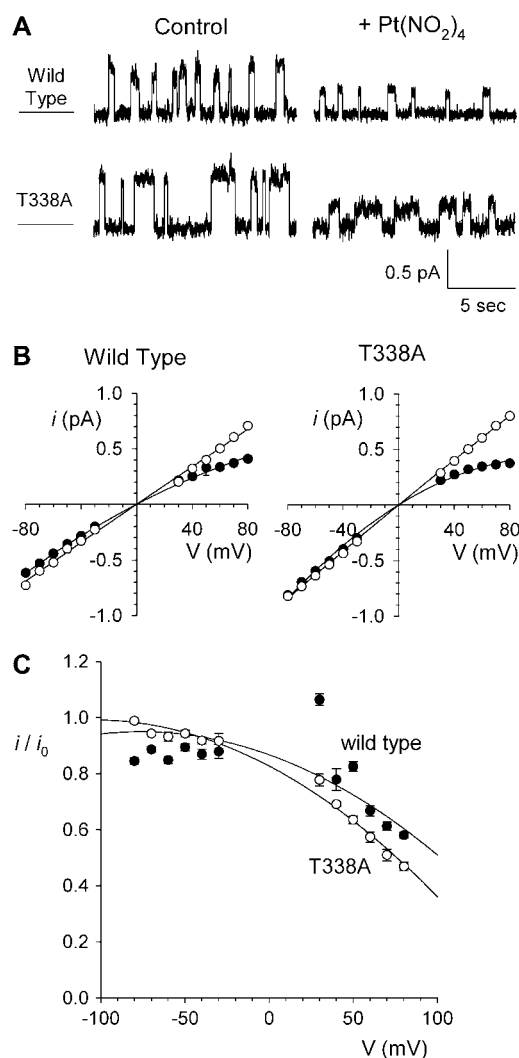 A
Control
+ Pt(NO2)4
Wild
Type
T338A
0.5 pA
5 sec
B
Wild Type
T338A
i (pA)
1.0
0.5
-80
-40
40
80
V (mV)
-0.5
-1.0
i (pA)
1.0
0.5
-80
-40
40
80
V (mV)
-0.5
-1.0
C
1.2
1.0
i / i0
0.8
0.6
0.4
0.2
0.0
wild type
T338A
-100
-50
0
50
100
V (mV)